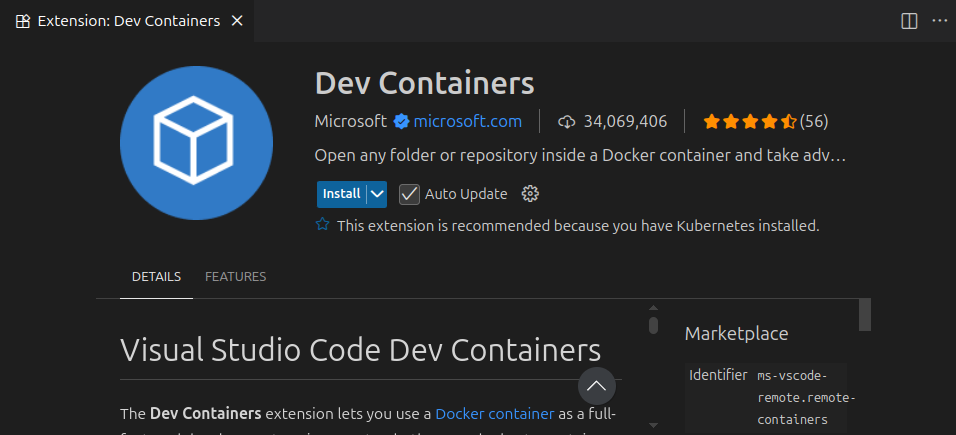 Extension: Dev Containers
Dev Containers
Microsoft microsoft.com 34,069,406 (56)
Open any folder or repository inside a Docker container and take adv…
Install Auto Update
This extension is recommended because you have Kubernetes installed.
DETAILS FEATURES
Visual Studio Code Dev Containers
The Dev Containers extension lets you use a Docker container as a full-
Marketplace
Identifier ms-vscode-
remote.remote-
containers